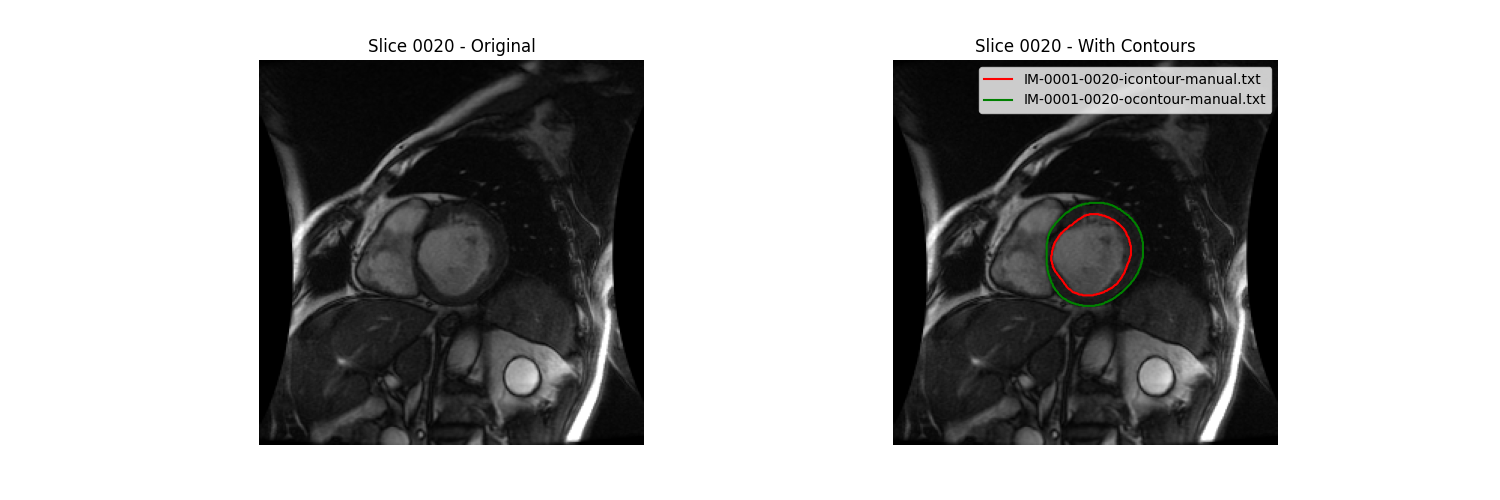 Slice 0020 - Original
Slice 0020 - With Contours
IM-0001-0020-icontour-manual.txt
IM-0001-0020-ocontour-manual.txt